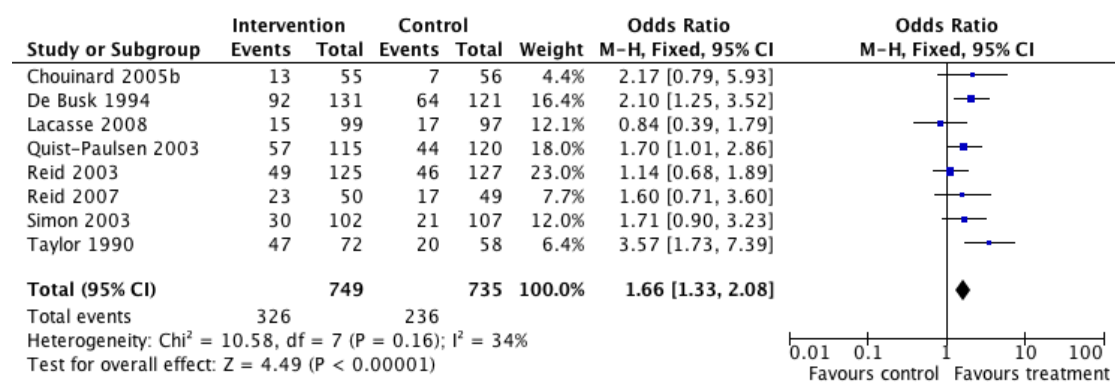 Intervention Control Odds Ratio Odds Ratio
Study or Subgroup Events Total Events Total Weight M-H, Fixed, 95% CI M-H, Fixed, 95% CI
Chouinard 2005b 13 55 7 56 4.4% 2.17 [0.79, 5.93]
De Busk 1994 92 131 64 121 16.4% 2.10 [1.25, 3.52]
Lacasse 2008 15 99 17 97 12.1% 0.84 [0.39, 1.79]
Quist-Paulsen 2003 57 115 44 120 18.0% 1.70 [1.01, 2.86]
Reid 2003 49 125 46 127 23.0% 1.14 [0.68, 1.89]
Reid 2007 23 50 17 49 7.7% 1.60 [0.71, 3.60]
Simon 2003 30 102 21 107 12.0% 1.71 [0.90, 3.23]
Taylor 1990 47 72 20 58 6.4% 3.57 [1.73, 7.39]
Total (95% CI) 749 735 100.0% 1.66 [1.33, 2.08]
Total events 326 236
Heterogeneity: Chi² = 10.58, df = 7 (P = 0.16); I² = 34%
Test for overall effect: Z = 4.49 (P < 0.00001)
0.01 0.1 1 10 100
Favours control Favours treatment